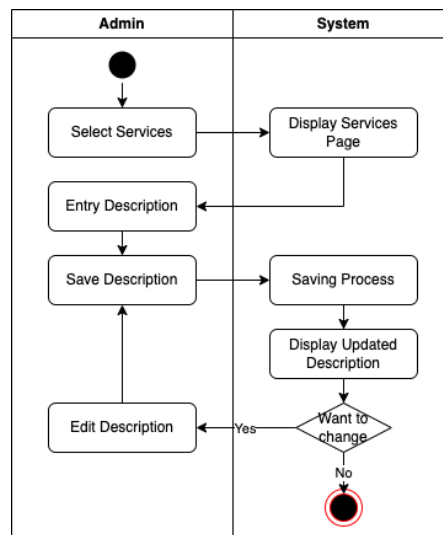 Admin
System
Select Services
Display Services
Page
Entry Description
Save Description
Saving Process
Display Updated
Description
Edit Description
Yes
Want to
change
No